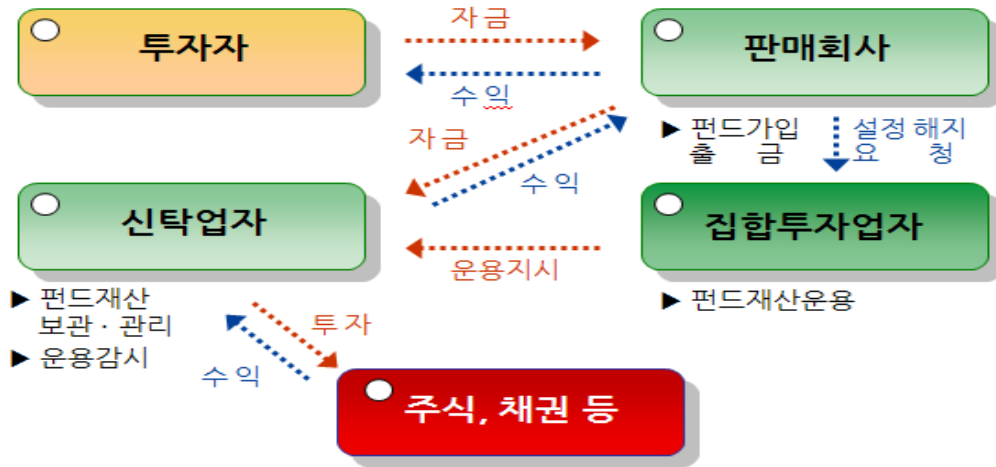 투자자
자 금
수 익
판매회사
▶ 펀드가입
출 금
설정 해지
요 청
자 금
수 익
신탁업자
집합투자업자
운용지시
▶ 펀드재산
보관 · 관리
▶ 운용감시
▶ 펀드재산운용
투 자
수 익
주식, 채권 등